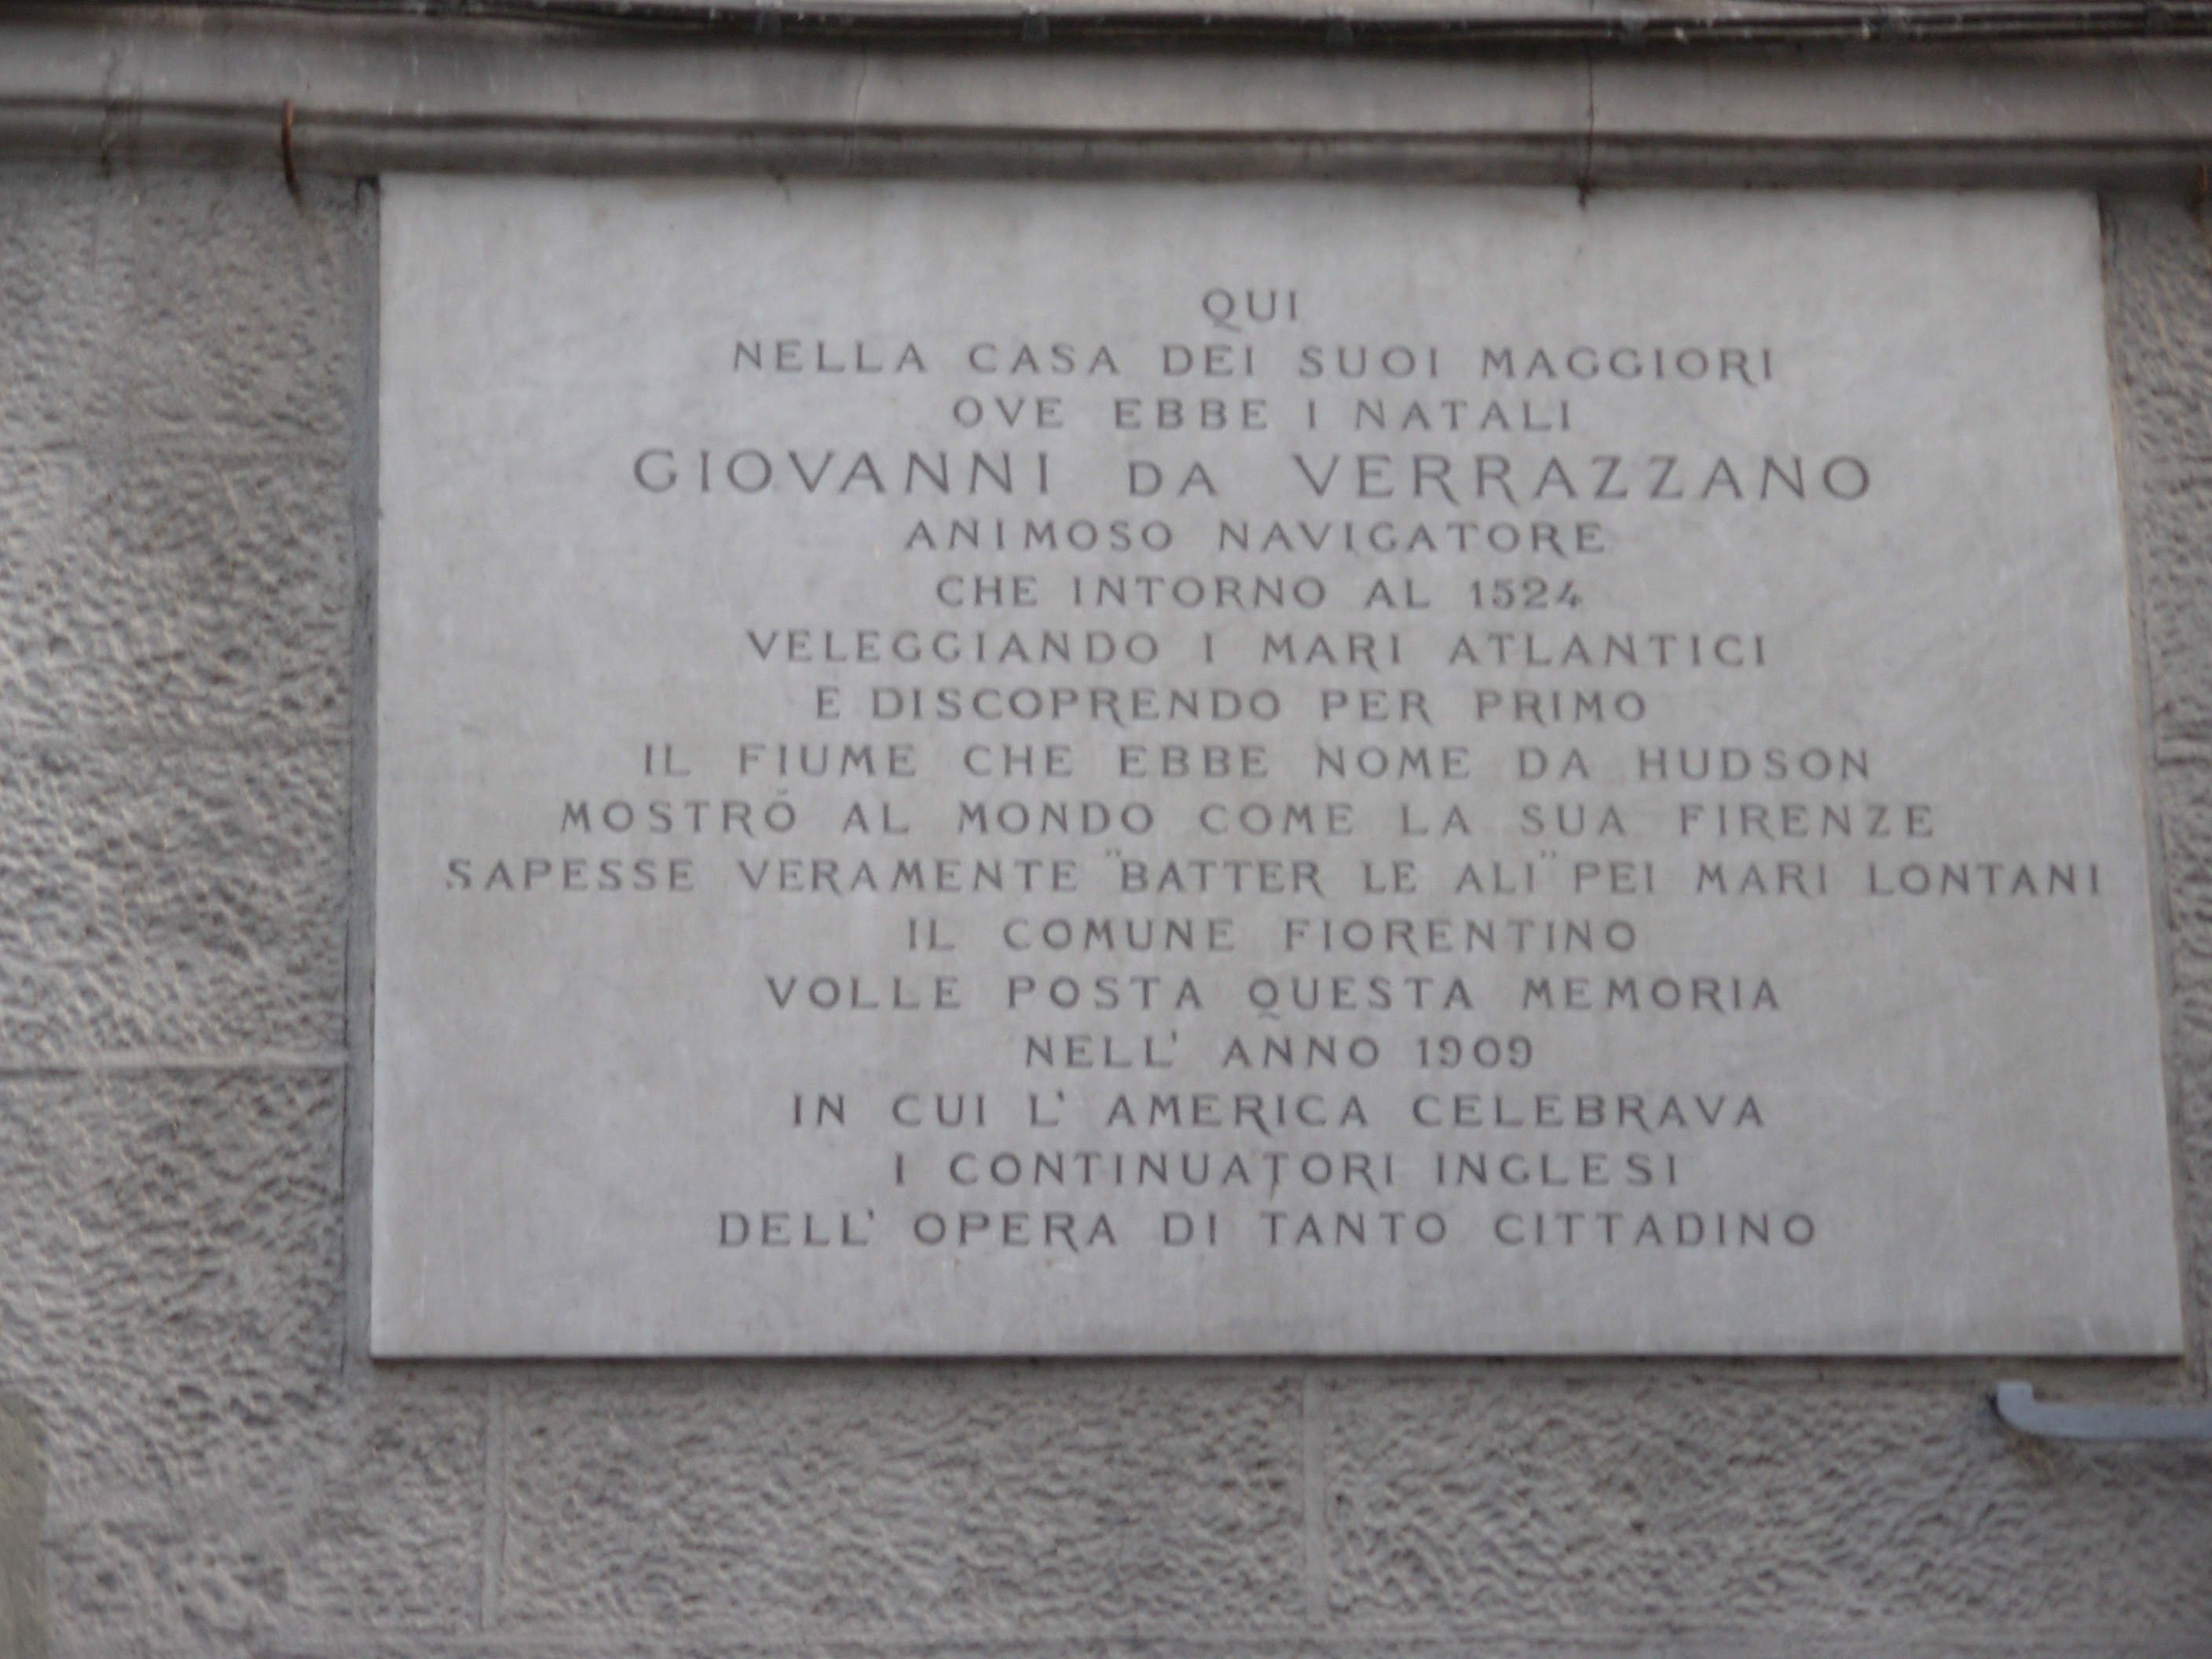 QUI
NELLA CASA DEI SUOI MAGGIORI
OVE EBBE I NATALI
GIOVANNI DA VERRAZZANO
ANIMOSO NAVIGATORE
CHE INTORNO AL 1524
VELEGGIANDO I MARI ATLANTICI
E DISCOPRENDO PER PRIMO
IL FIUME CHE EBBE NOME DA HUDSON
MOSTRÒ AL MONDO COME LA SUA FIRENZE
SAPESSE VERAMENTE "BATTER LE ALI" PEI MARI LONTANI
IL COMUNE FIORENTINO
VOLLE POSTA QUESTA MEMORIA
NELL' ANNO 1909
IN CUI L' AMERICA CELEBRAVA
I CONTINUATORI INGLESI
DELL' OPERA DI TANTO CITTADINO